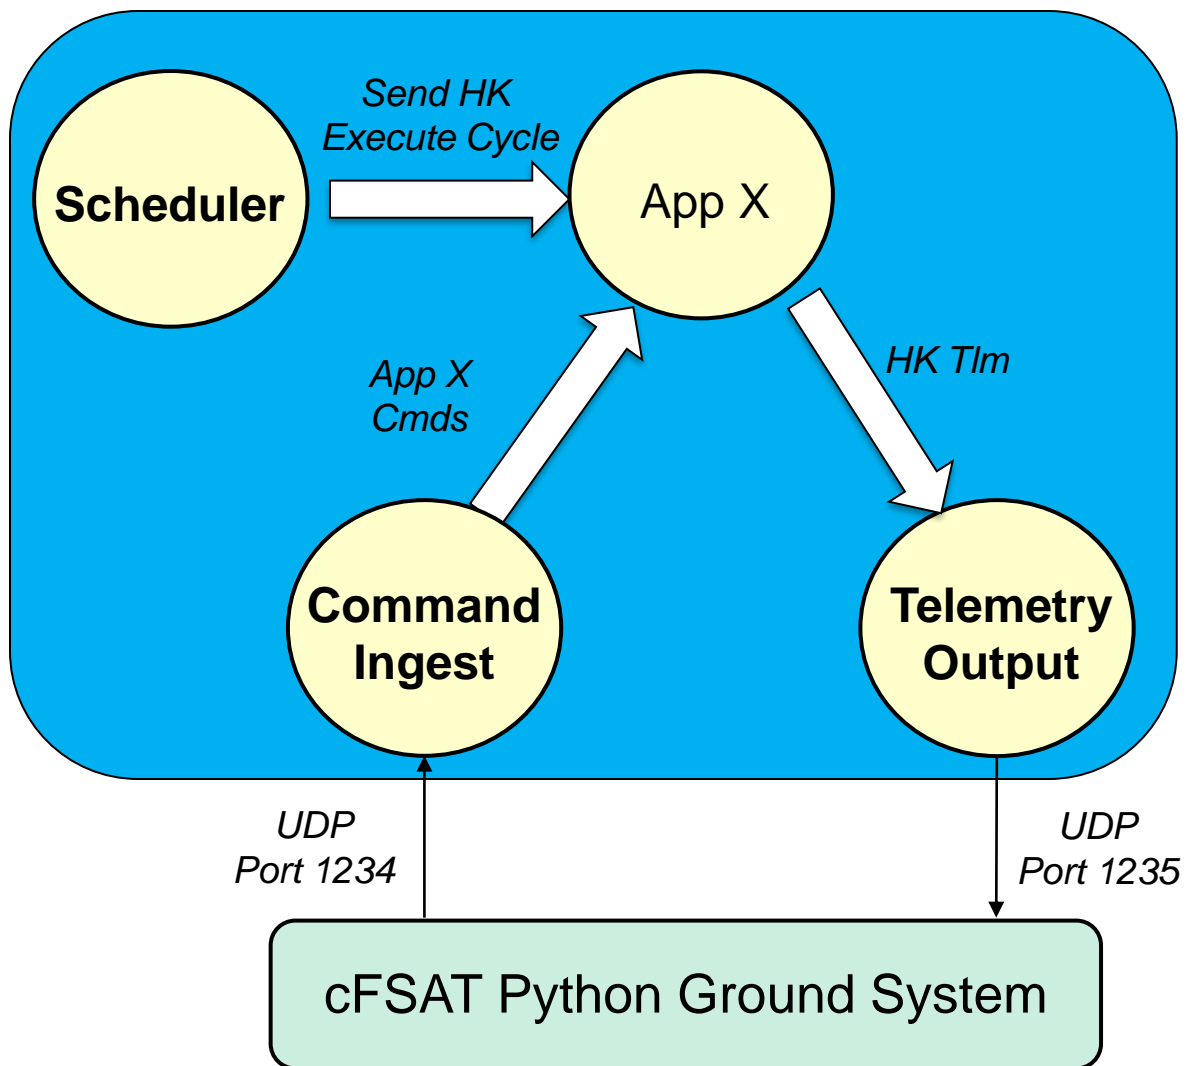 Send HK
Execute Cycle
Scheduler
App X
App X
Cmds
HK Tlm
Command
Ingest
Telemetry
Output
UDP
Port 1234
UDP
Port 1235
cFSAT Python Ground System